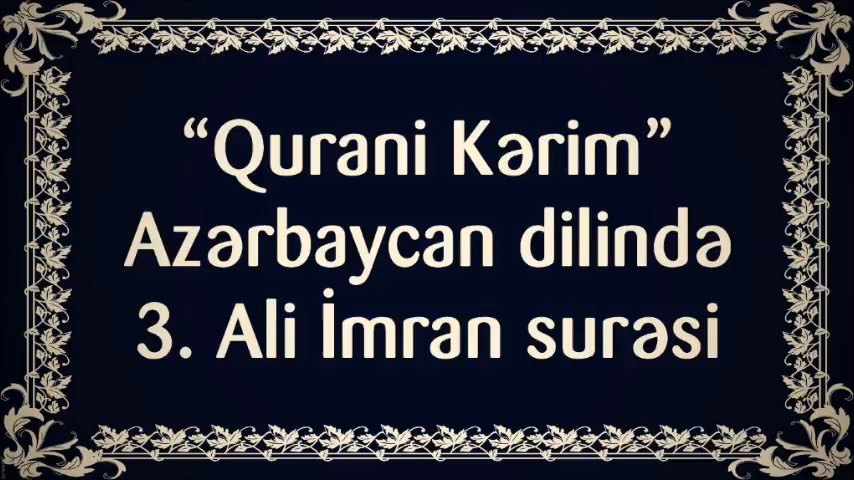 “Qurani Kərim”
Azərbaycan dilində
3. Ali İmran surəsi